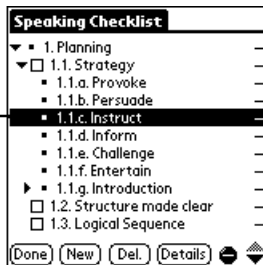 Speaking Checklist
1. Planning
1.1. Strategy
1.1.a. Provoke
1.1.b. Persuade
1.1.c. Instruct
1.1.d. Inform
1.1.e. Challenge
1.1.f. Entertain
1.1.g. Introduction
1.2. Structure made clear
1.3. Logical Sequence
Done New Del. Details